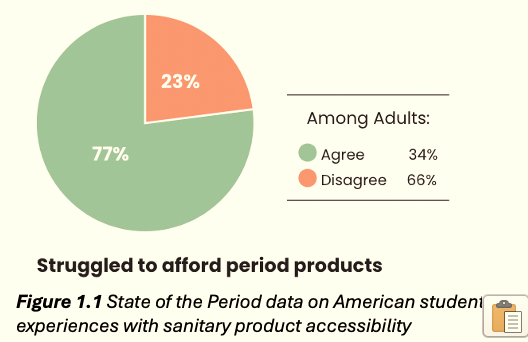 23%
77%
Among Adults:
Agree 34%
Disagree 66%
Struggled to afford period products
Figure 1.1 State of the Period data on American student
experiences with sanitary product accessibility